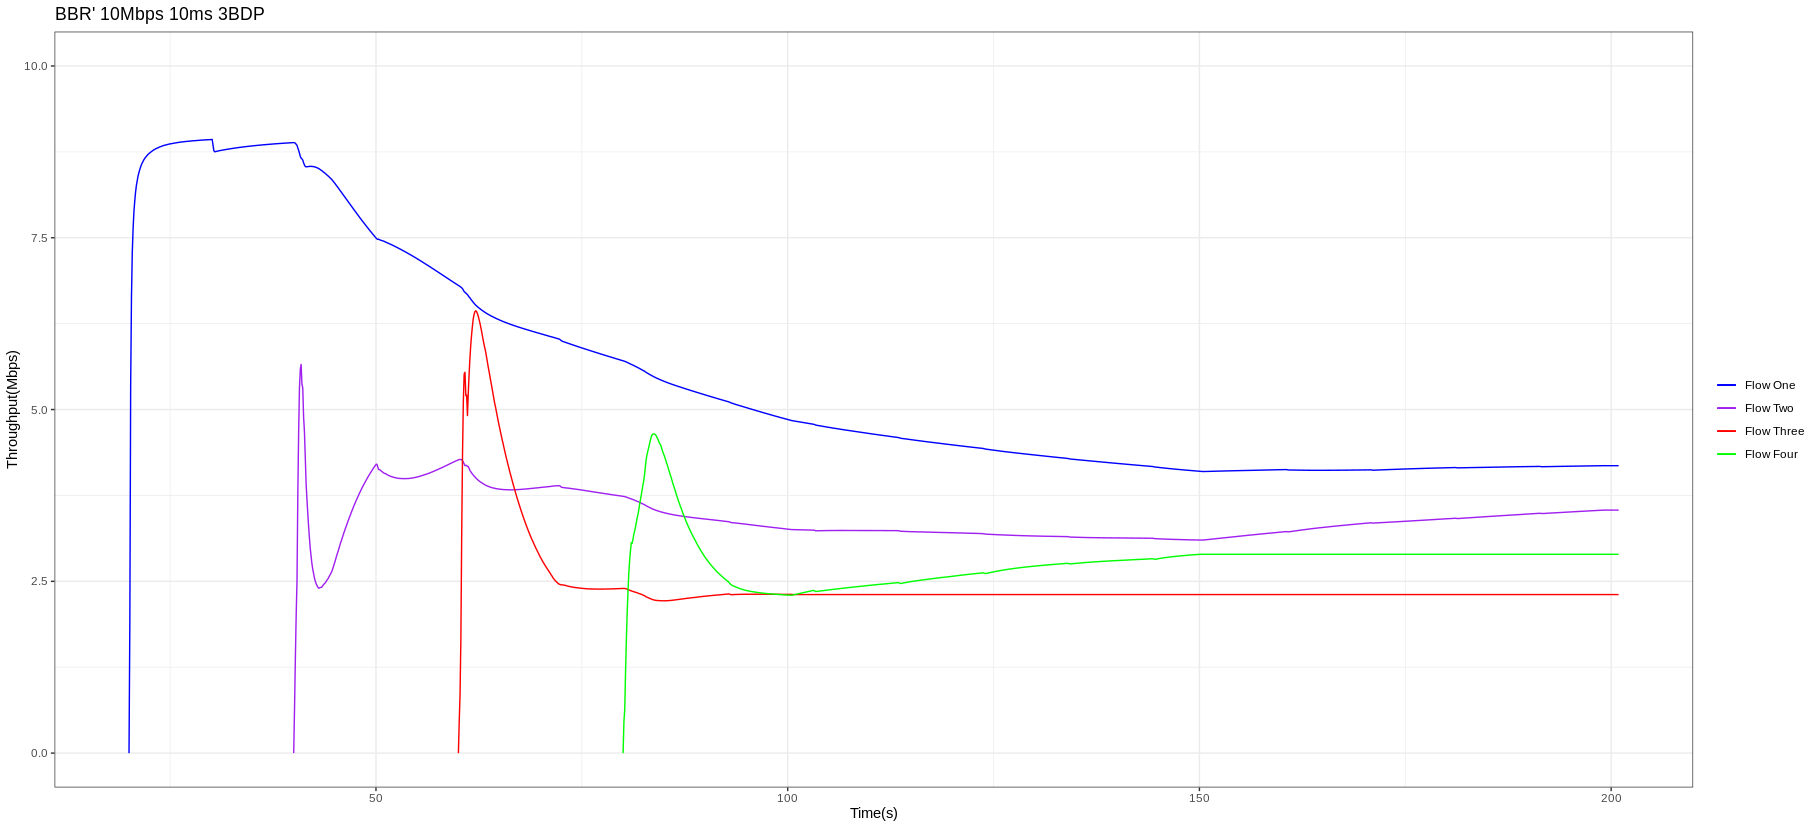 BBR' 10Mbps 10ms 3BDP
10.0
7.5
5.0
2.5
0.0
Throughput(Mbps)
50
100
150
200
Time(s)
Flow One
Flow Two
Flow Three
Flow Four